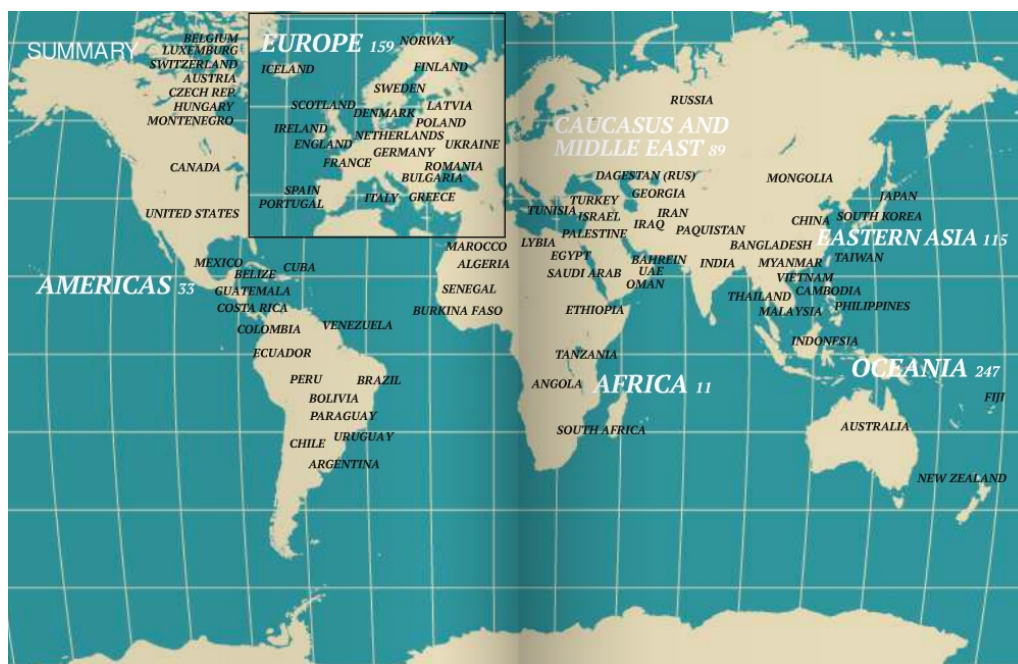 SUMMARY
BELGIUM
LUXEMBURG
SWITZERLAND
AUSTRIA
CZECH REP.
HUNGARY
MONTENEGRO
EUROPE 159
NORWAY
ICELAND
FINLAND
SWEDEN
SCOTLAND
DENMARK
LATVIA
POLAND
IRELAND
NETHERLANDS
ENGLAND
UKRAINE
GERMANY
FRANCE
ROMANIA
BULGARIA
SPAIN
PORTUGAL
ITALY
GREECE
CANADA
UNITED STATES
MEXICO
CUBA
BELIZE
AMERICAS 33
GUATEMALA
COSTA RICA
COLOMBIA
VENEZUELA
ECUADOR
PERU
BRAZIL
BOLIVIA
PARAGUAY
URUGUAY
CHILE
ARGENTINA
RUSSIA
CAUCASUS AND
MIDLLE EAST 89
DAGESTAN (RUS)
GEORGIA
TURKEY
TUNISIA
ISRAEL
IRAN
IRAQ
PALESTINE
PAQUISTAN
MONGOLIA
JAPAN
CHINA
SOUTH KOREA
EASTERN ASIA 115
BANGLADESH
TAIWAN
MAROCCO
LYBIA
ALGERIA
EGYPT
BAHREIN
SAUDI ARAB
UAE
OMAN
INDIA
MYANMAR
VIETNAM
CAMBODIA
THAILAND
MALAYSIA
PHILIPPINES
INDONESIA
SENEGAL
BURKINA FASO
ETHIOPIA
TANZANIA
ANGOLA
AFRICA 11
SOUTH AFRICA
OCEANIA 247
FIJI
AUSTRALIA
NEW ZEALAND